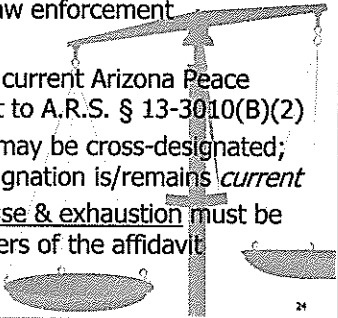 aw enforcement
current Arizona Peace
t to A.R.S. § 13-3010(B)(2)
may be cross-designated;
ignation is/remains current
se & exhaustion must be
ers of the affidavit
24